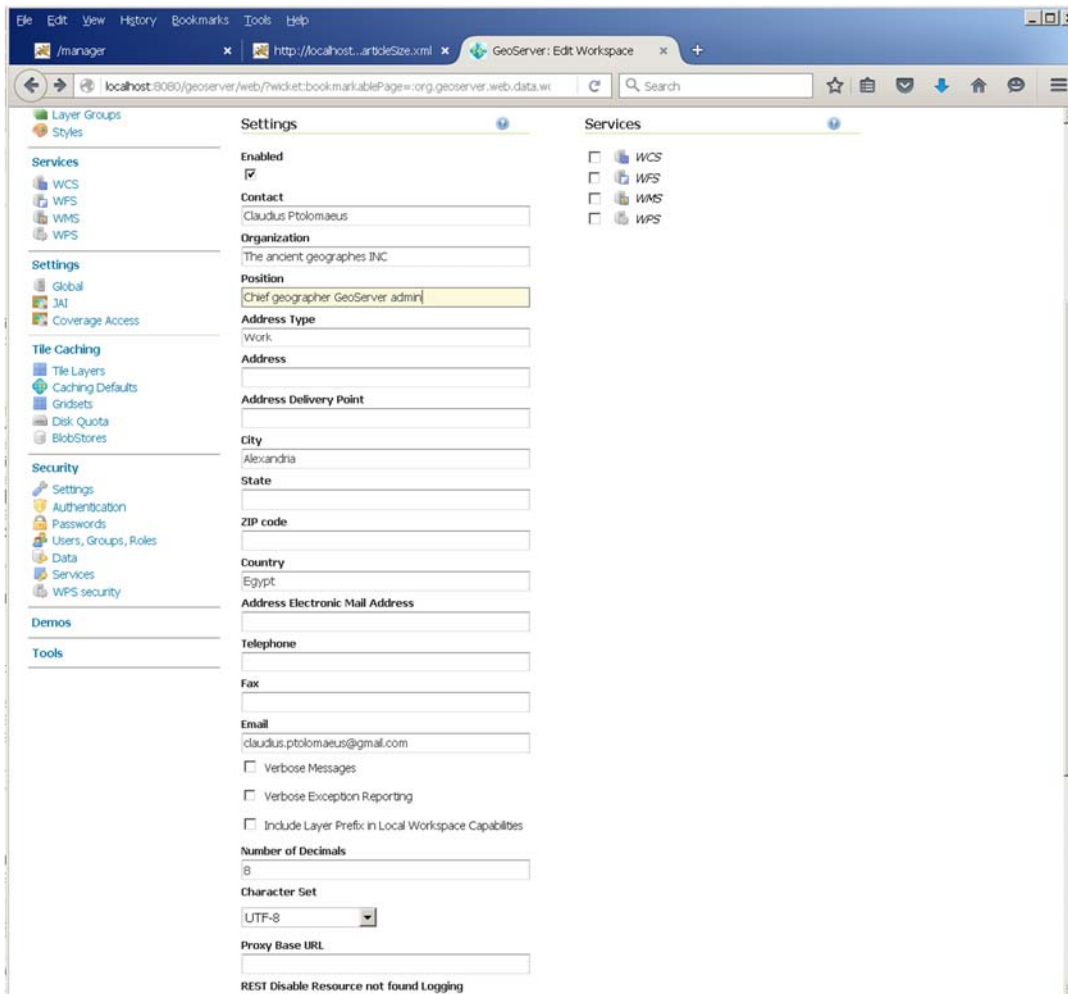 File Edit View History Bookmarks Tools Help
/manager
http://localhost...articleSize.xml
GeoServer: Edit Workspace
localhost:8080/geoserver/web/?wicket:bookmarkablePage=:org.geoserver.web.data.wo
Search
Layer Groups
Styles
Services
WCS
WFS
WMS
WPS
Settings
Global
JAI
Coverage Access
Tile Caching
Tile Layers
Caching Defaults
Gridsets
Disk Quota
BlobStores
Security
Settings
Authentication
Passwords
Users, Groups, Roles
Data
Services
WPS security
Demos
Tools
Settings
Enabled
Contact
Claudius Ptolomaeus
Organization
The ancient geographes INC
Position
Chief geographer GeoServer admin
Address Type
Work
Address
Address Delivery Point
City
Alexandria
State
ZIP code
Country
Egypt
Address Electronic Mail Address
Telephone
Fax
Email
claudius.ptolomaeus@gmail.com
Verbose Messages
Verbose Exception Reporting
Include Layer Prefix in Local Workspace Capabilities
Number of Decimals
8
Character Set
UTF-8
Proxy Base URL
REST Disable Resource not found Logging
Services
WCS
WFS
WMS
WPS